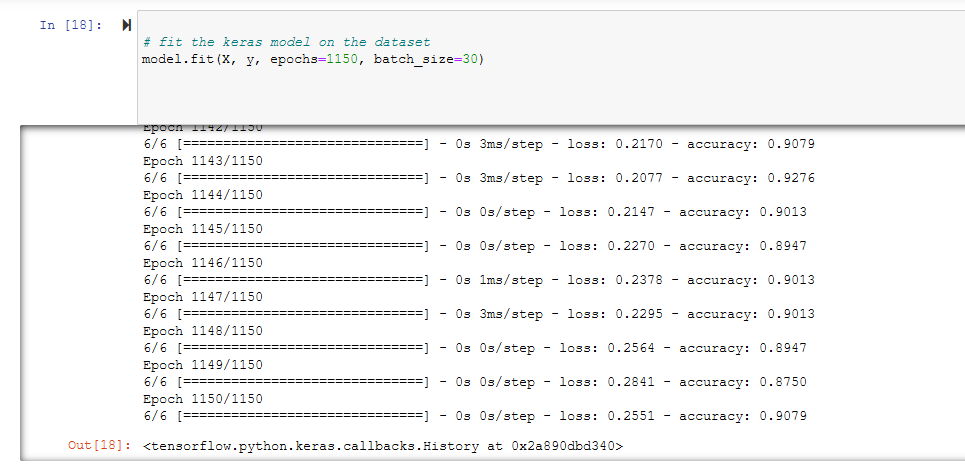 In [18]:
# fit the keras model on the dataset
model.fit(X, y, epochs=1150, batch_size=30)
Epoch 1142/1150
6/6 [==============================] - 0s 3ms/step - loss: 0.2170 - accuracy: 0.9079
Epoch 1143/1150
6/6 [==============================] - 0s 3ms/step - loss: 0.2077 - accuracy: 0.9276
Epoch 1144/1150
6/6 [==============================] - 0s 0s/step - loss: 0.2147 - accuracy: 0.9013
Epoch 1145/1150
6/6 [==============================] - 0s 0s/step - loss: 0.2270 - accuracy: 0.8947
Epoch 1146/1150
6/6 [==============================] - 0s 1ms/step - loss: 0.2378 - accuracy: 0.9013
Epoch 1147/1150
6/6 [==============================] - 0s 3ms/step - loss: 0.2295 - accuracy: 0.9013
Epoch 1148/1150
6/6 [==============================] - 0s 0s/step - loss: 0.2564 - accuracy: 0.8947
Epoch 1149/1150
6/6 [==============================] - 0s 0s/step - loss: 0.2841 - accuracy: 0.8750
Epoch 1150/1150
6/6 [==============================] - 0s 0s/step - loss: 0.2551 - accuracy: 0.9079
Out[18]: <tensorflow.python.keras.callbacks.History at 0x2a890dbd340>